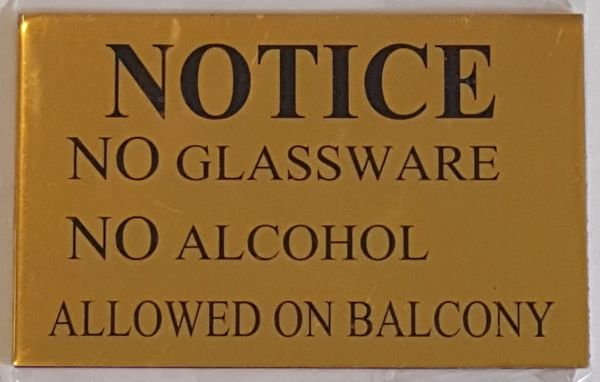 NOTICE
NO GLASSWARE
NO ALCOHOL
ALLOWED ON BALCONY